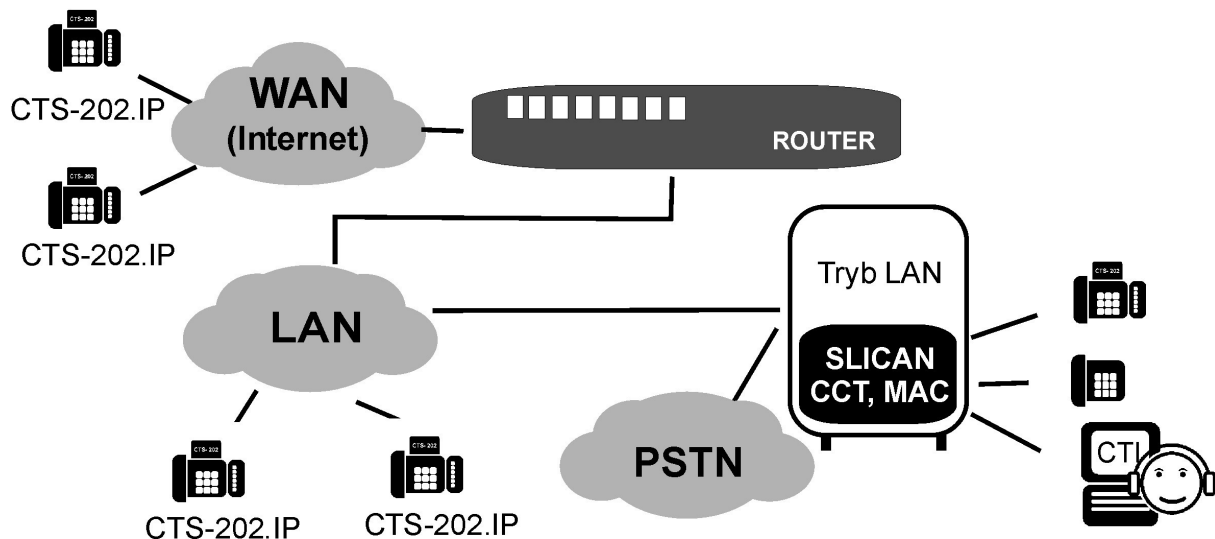 CTS-202
CTS-202.IP
WAN
(Internet)
ROUTER
CTS-202
CTS-202.IP
Tryb LAN
CTS-202
LAN
SLICAN
CCT, MAC
PSTN
CTI
CTS-202
CTS-202.IP
CTS-202
CTS-202.IP